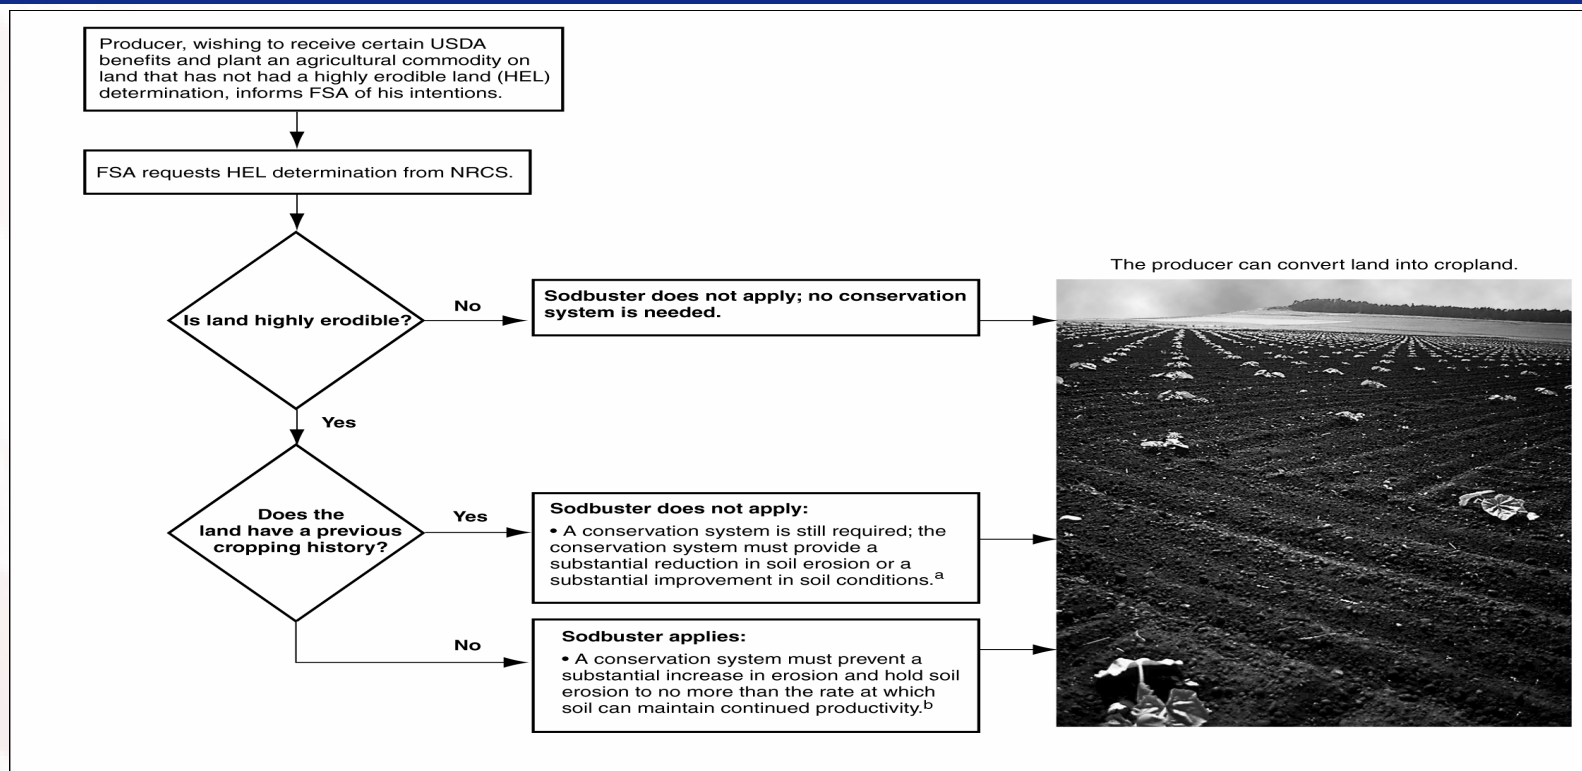 Producer, wishing to receive certain USDA
benefits and plant an agricultural commodity on
land that has not had a highly erodible land (HEL)
determination, informs FSA of his intentions.
FSA requests HEL determination from NRCS.
Is land highly erodible?
No
Sodbuster does not apply; no conservation
system is needed.
The producer can convert land into cropland.
Yes
Does the
land have a previous
cropping history?
Yes
Sodbuster does not apply:
• A conservation system is still required; the
conservation system must provide a
substantial reduction in soil erosion or a
substantial improvement in soil conditions.a
No
Sodbuster applies:
• A conservation system must prevent a
substantial increase in erosion and hold soil
erosion to no more than the rate at which
soil can maintain continued productivity.b